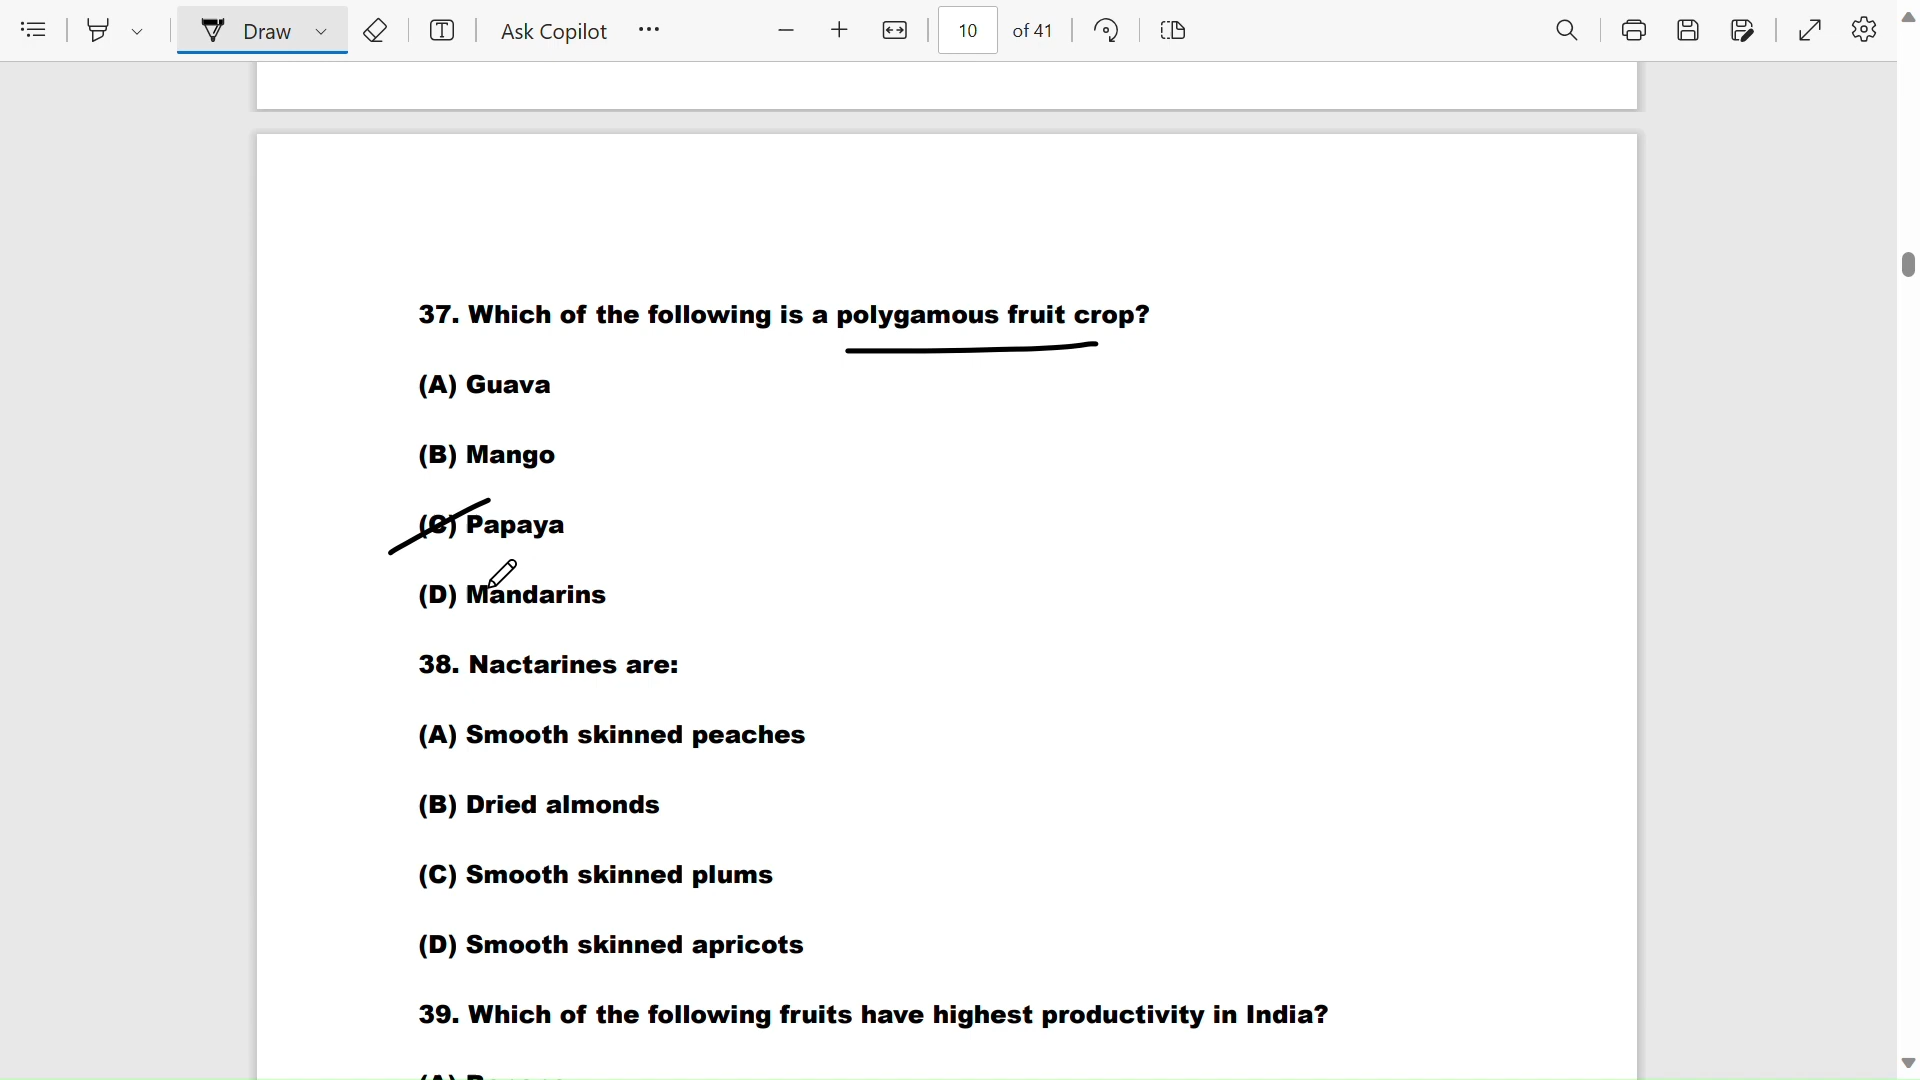 Draw
Ask Copilot
10 of 41
37. Which of the following is a polygamous fruit crop?
(A) Guava
(B) Mango
(C) Papaya
(D) Mandarins
38. Nactarines are:
(A) Smooth skinned peaches
(B) Dried almonds
(C) Smooth skinned plums
(D) Smooth skinned apricots
39. Which of the following fruits have highest productivity in India?